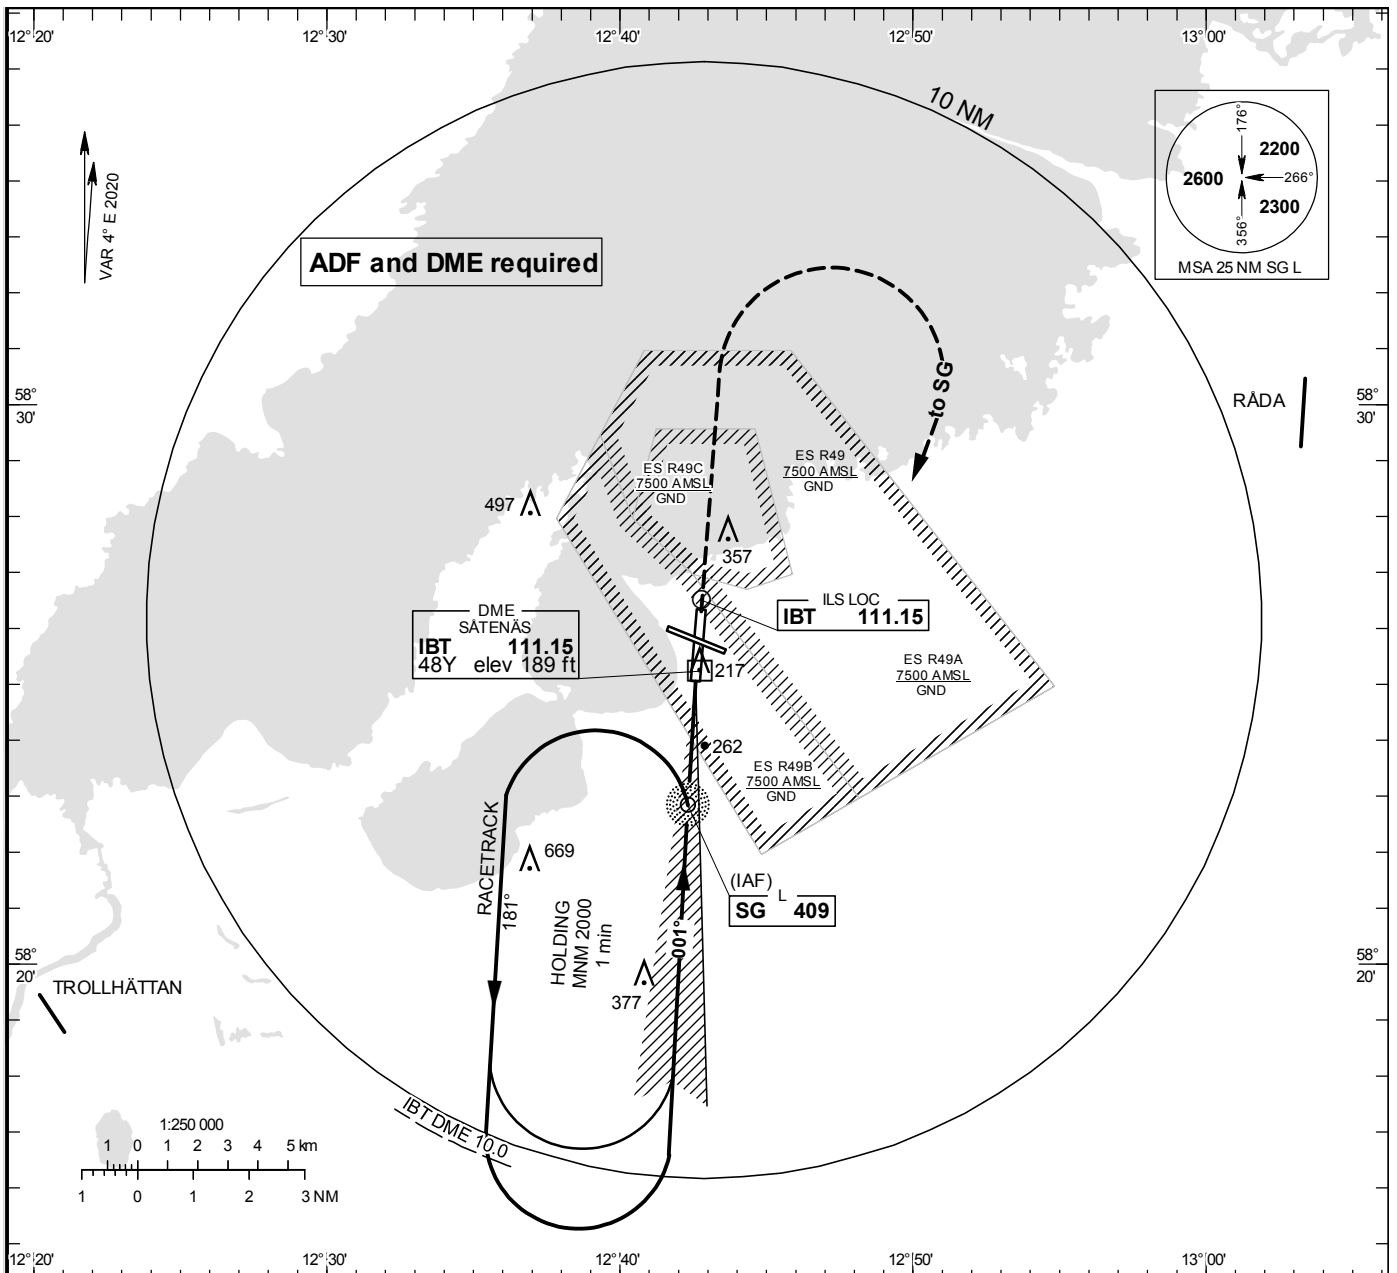 12°20'
12°30'
12°40'
12°50'
13°00'
10 NM
VAR 4° E 2020
176°
2200
2600
266°
2300
356°
MSA 25 NM SG L
ADF and DME required
to SG
58°
30'
58°
30'
RÅDA
ES R49C
7500 AMSL
GND
ES R49
7500 AMSL
GND
497
357
ILS LOC
IBT 111.15
DME
SÅTENÄS
IBT 111.15
48Y elev 189 ft
217
ES R49A
7500 AMSL
GND
262
ES R49B
7500 AMSL
GND
RACETRACK
181°
669
HOLDING
MNM 2000
1 min
(IAF)
L
SG 409
001°
377
58°
20'
58°
20'
TROLLHÄTTAN
IBT DME 10.0
1:250 000
1 0 1 2 3 4 5 km
1 0 1 2 3 NM
12°20'
12°30'
12°40'
12°50'
13°00'